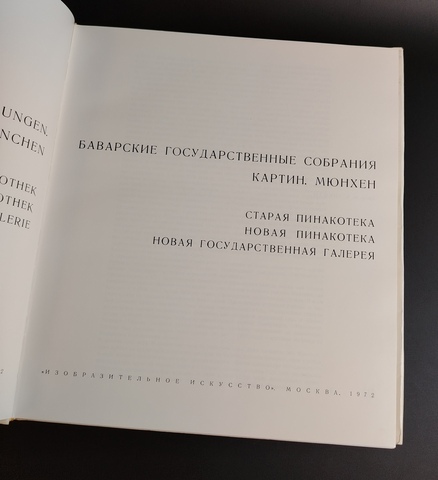 UNGEN,
NCHEN
OTHEK
OTHEK
LERIE
БАВАРСКИЕ ГОСУДАРСТВЕННЫЕ СОБРАНИЯ
КАРТИН, МЮНХЕН
СТАРАЯ ПИНАКОТЕКА
НОВАЯ ПИНАКОТЕКА
НОВАЯ ГОСУДАРСТВЕННАЯ ГАЛЕРЕЯ
«ИЗОБРАЗИТЕЛЬНОЕ ИСКУССТВО». МОСКВА. 1972